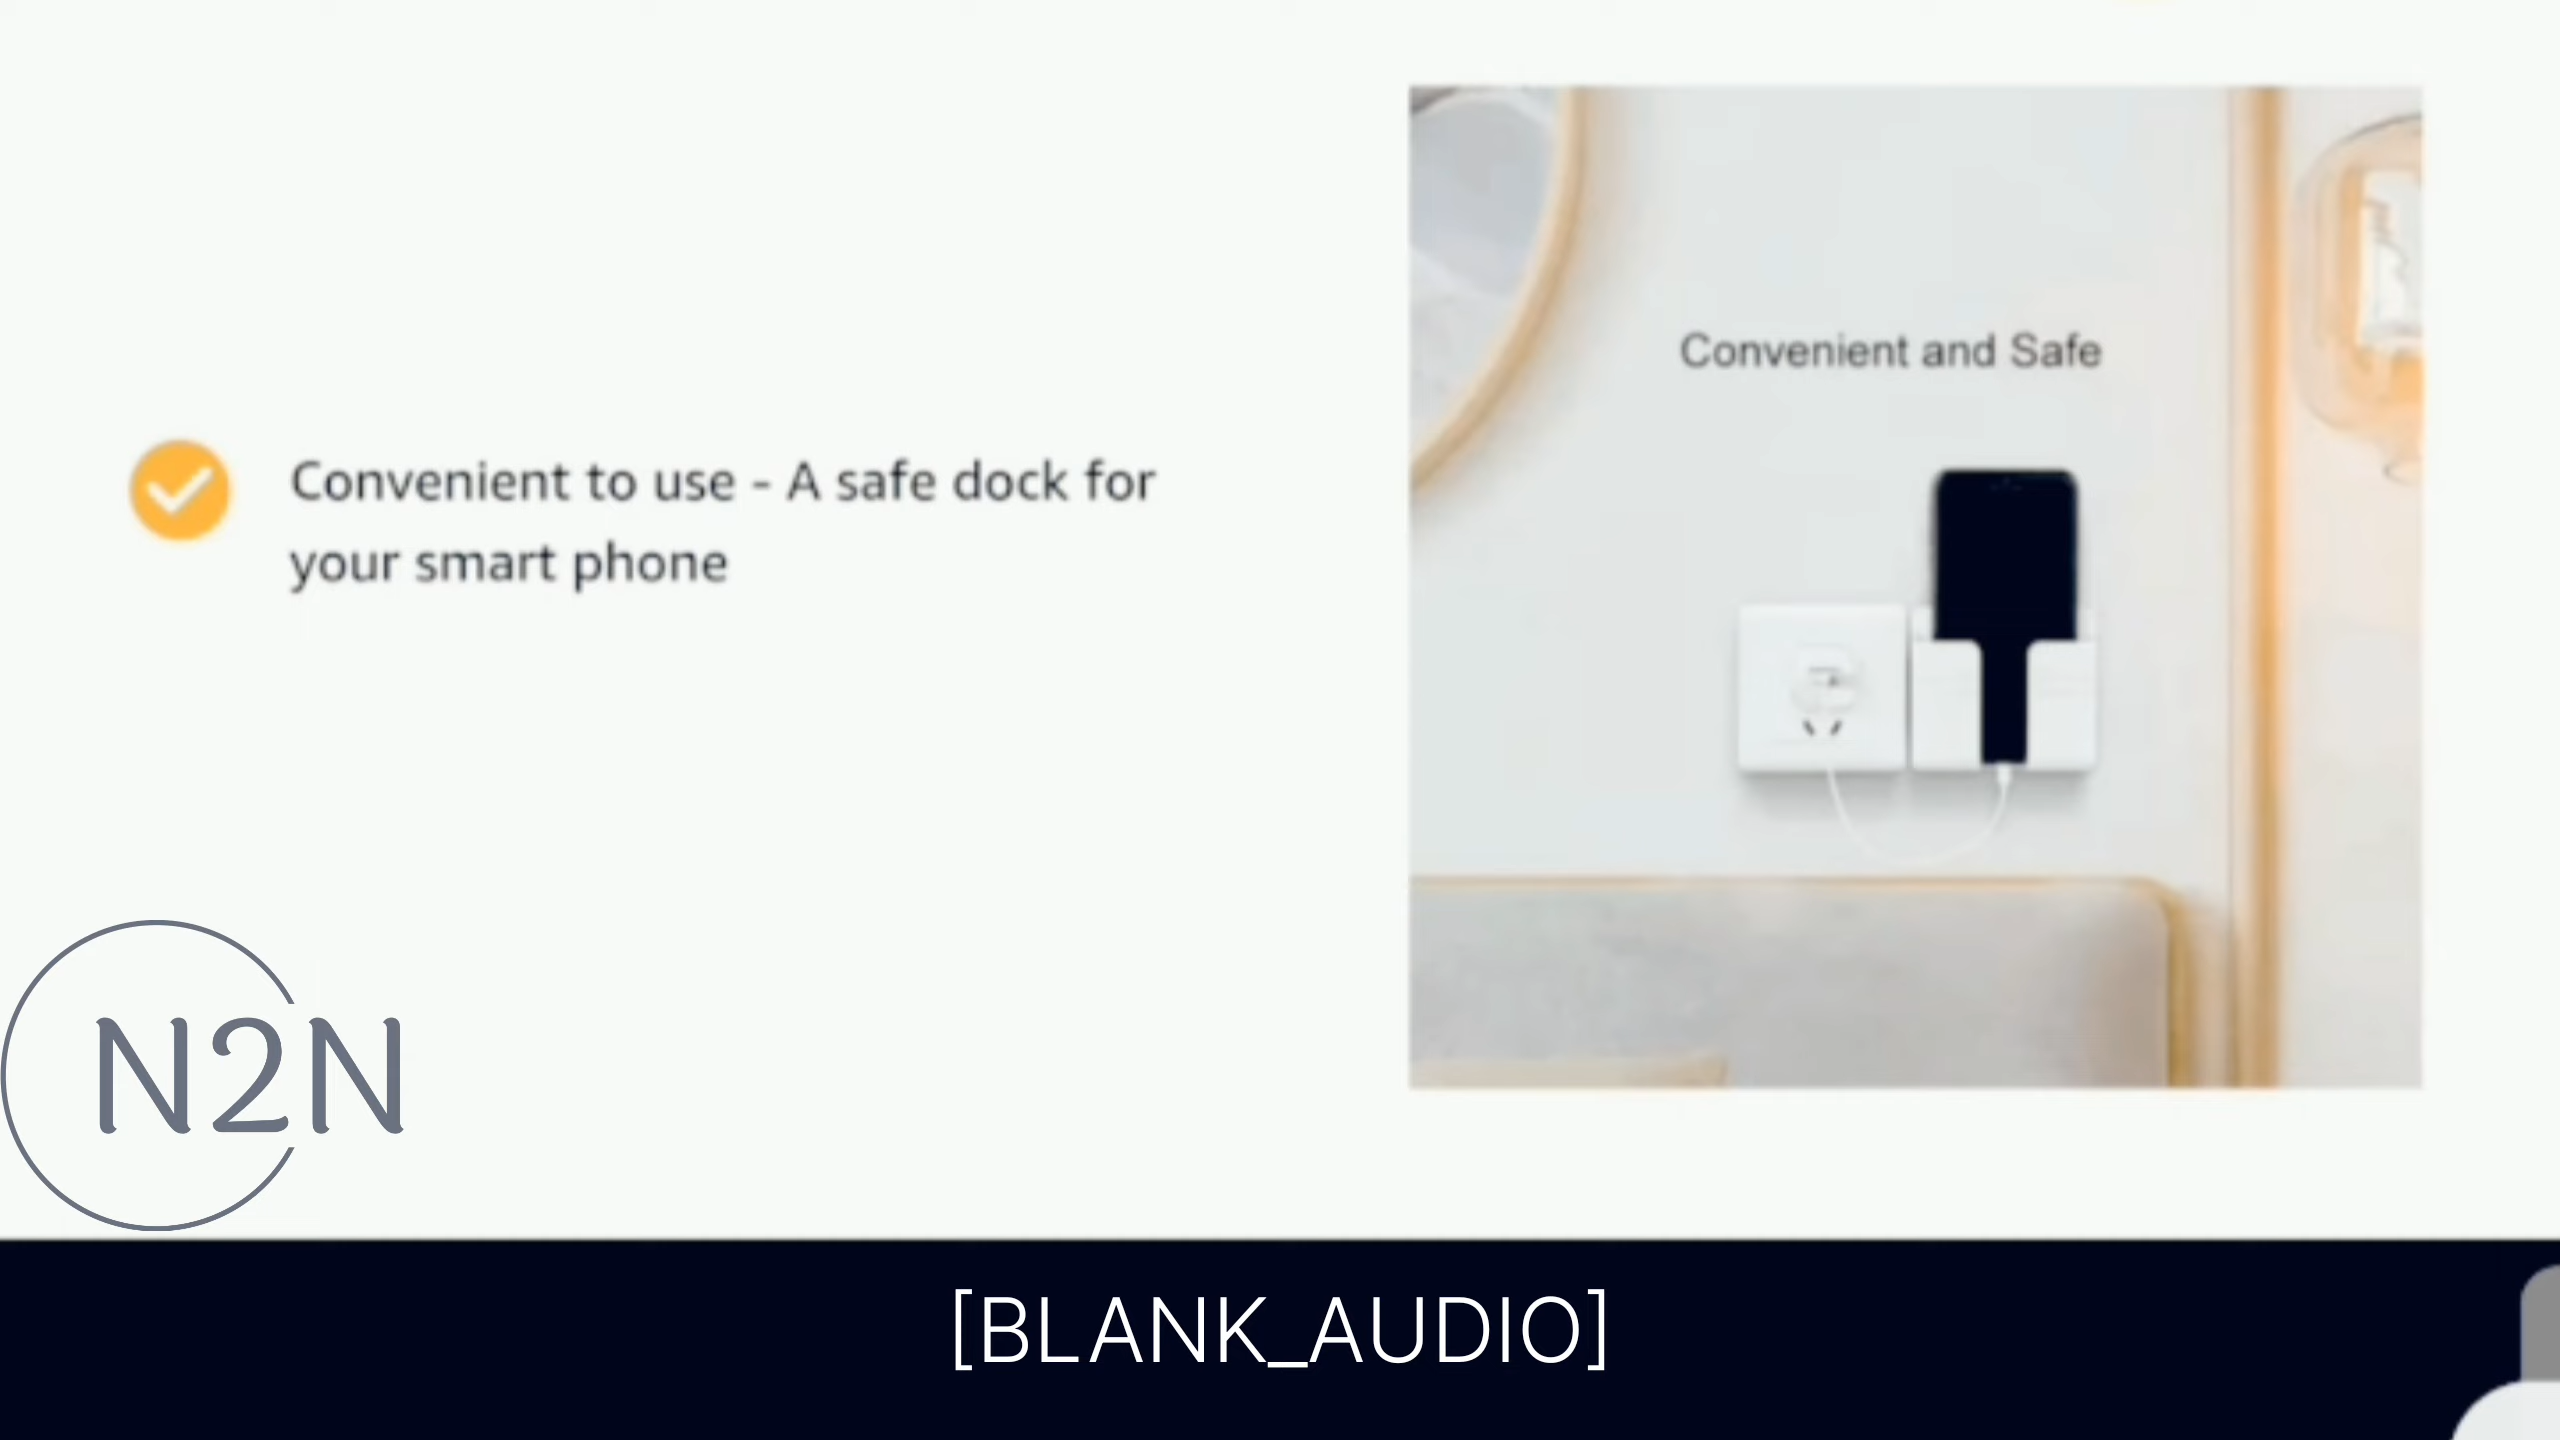 Convenient and Safe
Convenient to use - A safe dock for
your smart phone
N2N
[BLANK_AUDIO]